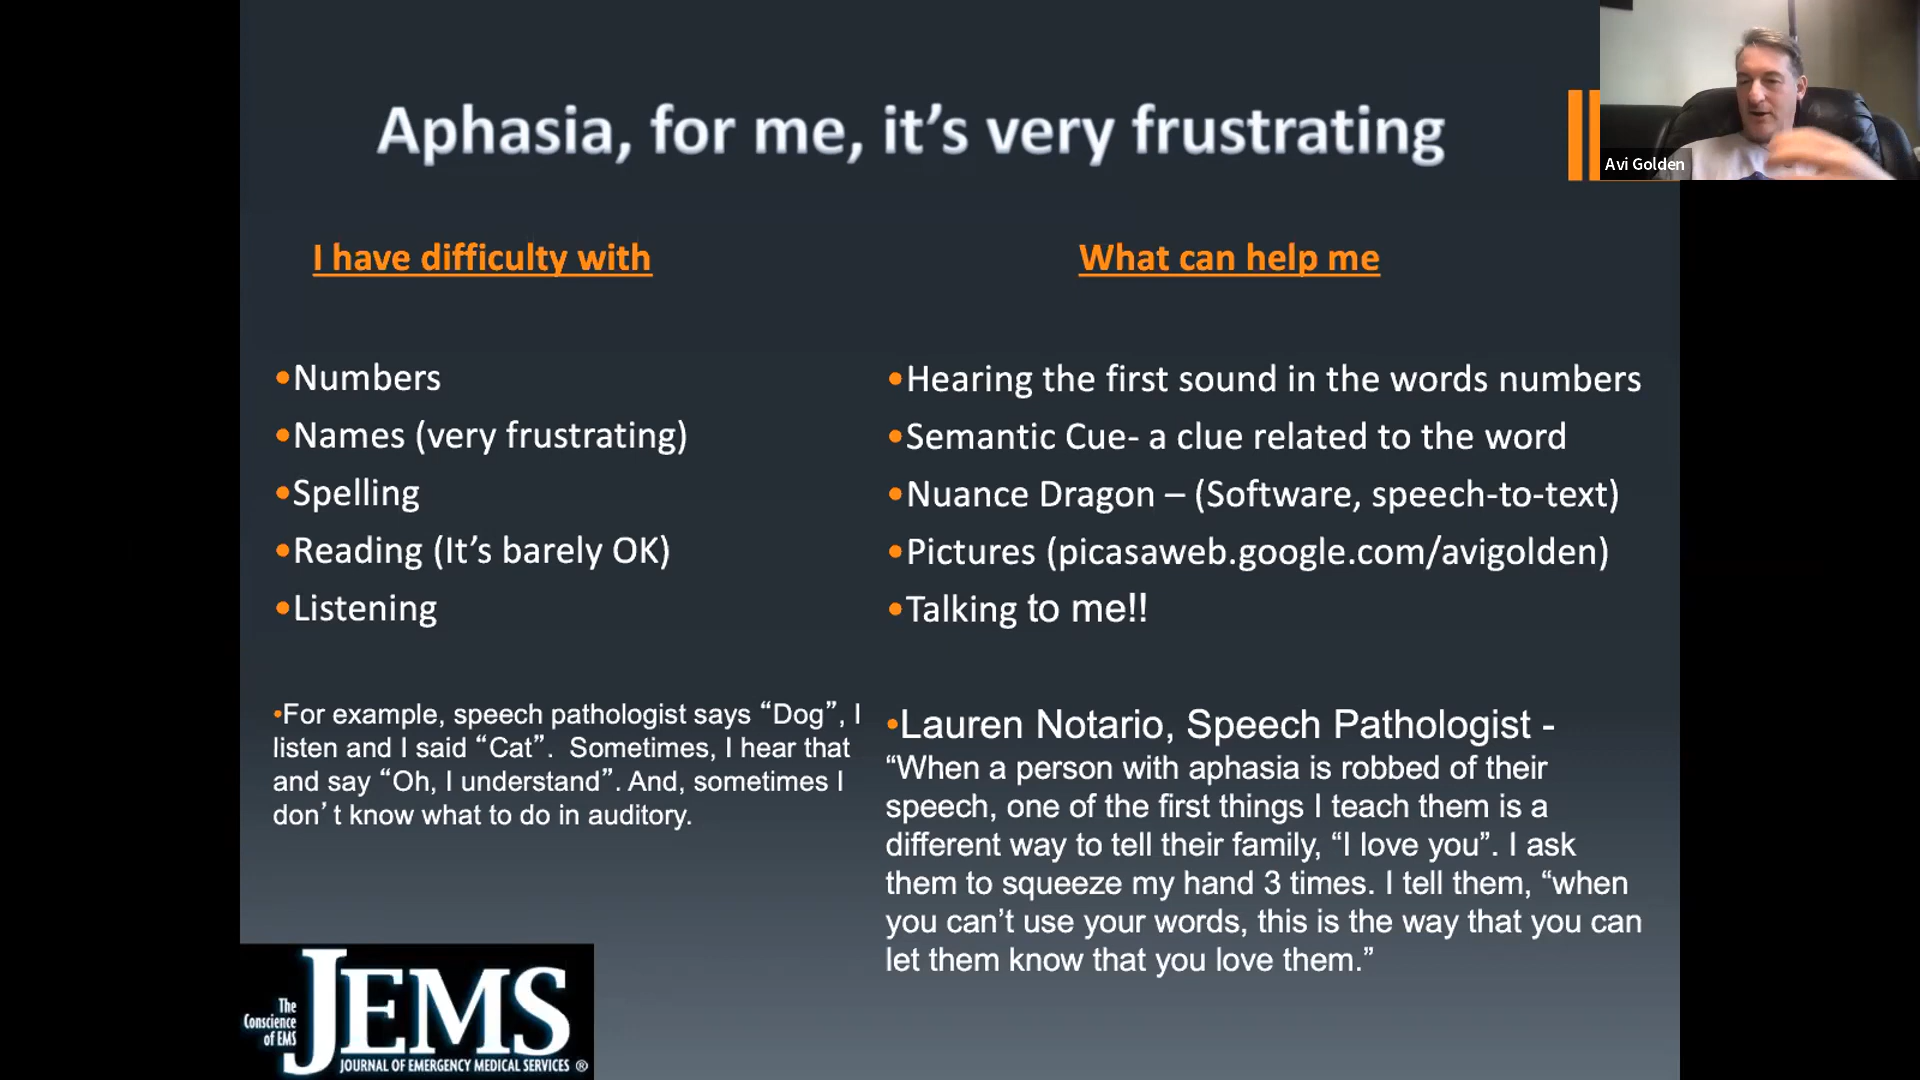 Aphasia, for me, it’s very frustrating
Avi Golden
I have difficulty with
•Numbers
•Names (very frustrating)
•Spelling
•Reading (It’s barely OK)
•Listening
•For example, speech pathologist says “Dog”, I
listen and I said “Cat”.  Sometimes, I hear that
and say “Oh, I understand”. And, sometimes I
don’t know what to do in auditory.
What can help me
•Hearing the first sound in the words numbers
•Semantic Cue- a clue related to the word
•Nuance Dragon – (Software, speech-to-text)
•Pictures (picasaweb.google.com/avigolden)
•Talking to me!!
•Lauren Notario, Speech Pathologist -
“When a person with aphasia is robbed of their
speech, one of the first things I teach them is a
different way to tell their family, “I love you”. I ask
them to squeeze my hand 3 times. I tell them, “when
you can’t use your words, this is the way that you can
let them know that you love them.”
The
Conscience
of EMS
JEMS
JOURNAL OF EMERGENCY MEDICAL SERVICES ®